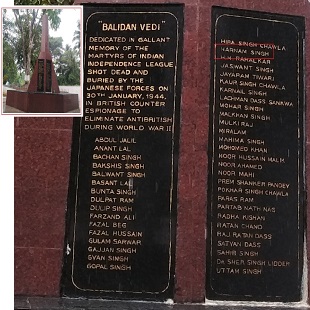 "BALIDAN VEDI"
DEDICATED IN GALLANT
MEMORY OF THE
MARTYRS OF INDIAN
INDEPENDENCE LEAGUE
SHOT DEAD AND
BURIED BY THE
JAPANESE FORCES ON
30TH JANUARY, 1944,
IN BRITISH COUNTER
ESPIONAGE TO
ELIMINATE ANTIBRITISH
DURING WORLD WAR II
ABDUL JALIL
ANANT LAL
BACHAN SINGH
BAKSHIS SINGH
BALWANT SINGH
BASANT LAL
BUNTA SINGH
DULPAT RAM
DULIP SINGH
FARZAND ALI
FAZAL BEG
FAZAL HUSSAIN
GULAM SARWAR
GAJJAN SINGH
GYAN SINGH
GOPAL SINGH
HIRA SINGH CHAWLA
HARNAM SINGH
H.N. PARALKAR
JASWANT SINGH
JAYARAM TIWARI
KAUR SINGH CHAWLA
KARNAIL SINGH
LACHMAN DASS
MOHAR SINGH
MALKHAN SINGH
MULKI RAJ
MIRALAM
MAHIMA SINGH
MOHOMED KHAN
NOOR HUSSAIN
NOOR AHAMED
NOOR MAHI
PREM SHANKER PANDEY
POKHAR SINGH CHAWLA
PARAS RAM
PARTAB NATH NAG
RADHA KISHAN
RATAN CHAND
RAJ RATAN DASS
SATYAN DASS
SAHIB SINGH
Dr. SHER SINGH LIDDER
UTTAM SINGH